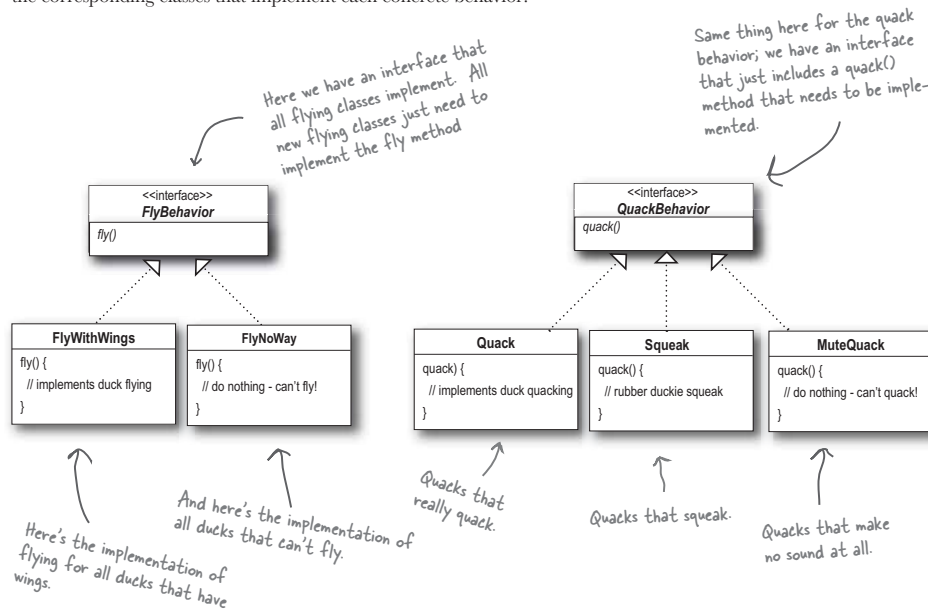 the corresponding classes that implement each concrete behavior:
Here we have an interface that
all flying classes implement. All
new flying classes just need to
implement the fly method
Same thing here for the quack
behavior; we have an interface
that just includes a quack()
method that needs to be imple-
mented.
<<interface>>
FlyBehavior
fly()
<<interface>>
QuackBehavior
quack()
FlyWithWings
fly() {
// implements duck flying
}
FlyNoWay
fly() {
// do nothing - can't fly!
}
Quack
quack) {
// implements duck quacking
}
Squeak
quack() {
// rubber duckie squeak
}
MuteQuack
quack() {
// do nothing - can't quack!
}
Here's the implementation of
flying for all ducks that have
wings.
And here's the implementation of
all ducks that can't fly.
Quacks that
really quack.
Quacks that squeak.
Quacks that make
no sound at all.